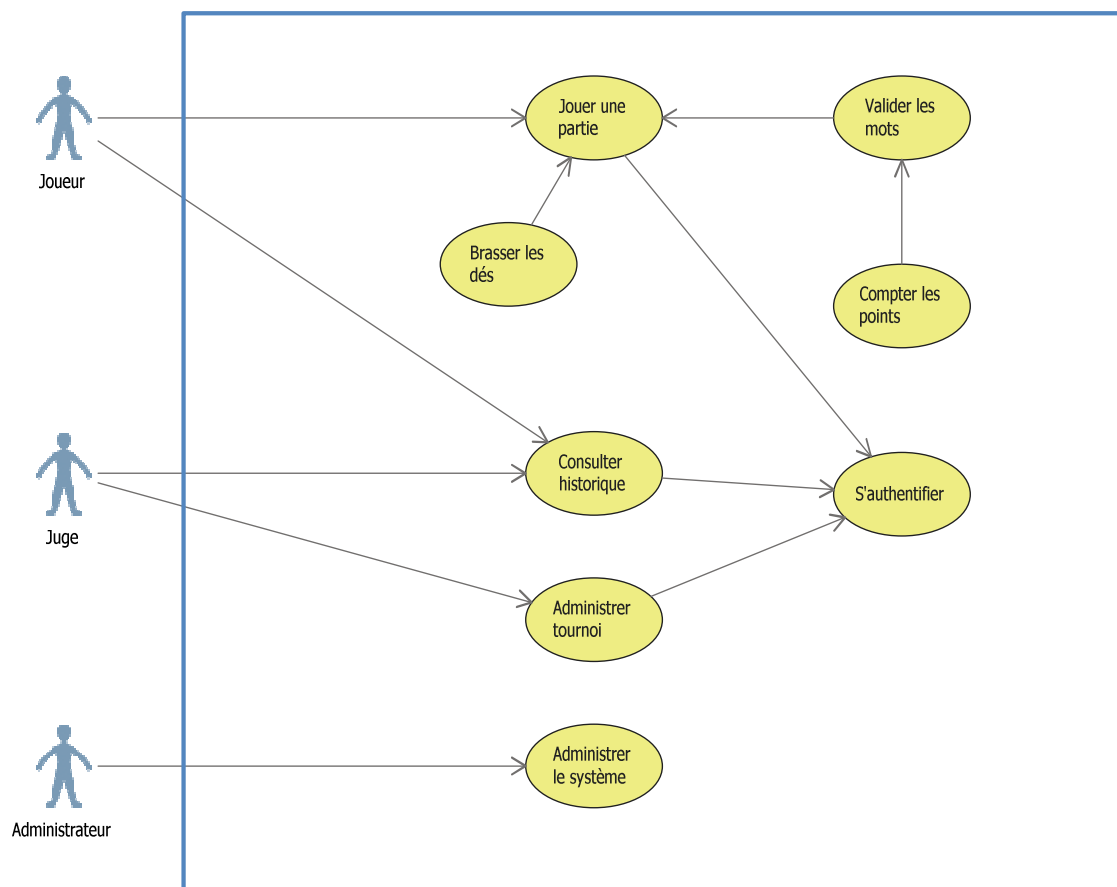 Jouer une
partie
Valider les
mots
Joueur
Brasser les
dés
Compter les
points
Consulter
historique
S'authentifier
Juge
Administrer
tournoi
Administrer
le système
Administrateur